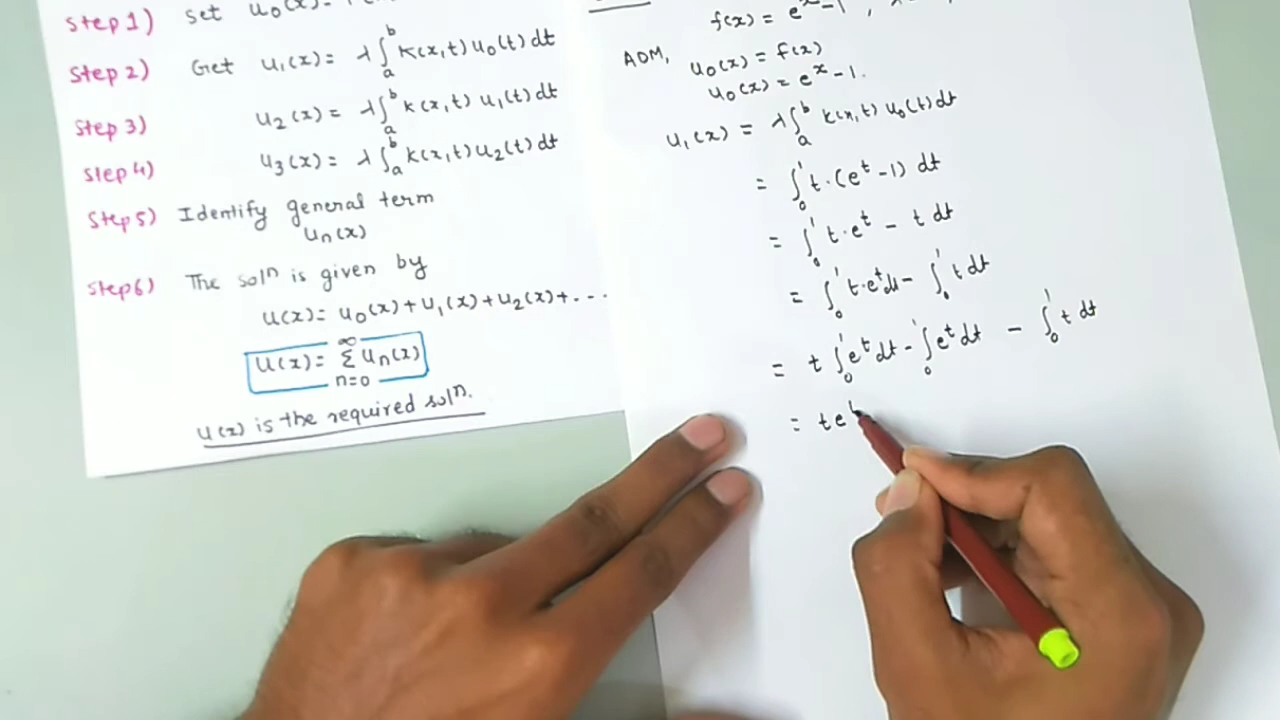 Step 1) Set u₀(x)=
Step 2) Get u₁(x) = λ∫ₐᵇ k(x,t) u₀(t) dt
Step 3) u₂(x) = λ∫ₐᵇ k(x,t) u₁(t) dt
Step 4) u₃(x) = λ∫ₐᵇ k(x,t) u₂(t) dt
Step 5) Identify general term
uₙ(x)
Step 6) The solⁿ is given by
u(x) = u₀(x) + u₁(x) + u₂(x) + ...
u(x) = ∞Σn=0 uₙ(x)
u(x) is the required solⁿ.
f(x) = eˣ-1,
ADM, u₀(x) = f(x)
u₀(x) = eˣ - 1.
u₁(x) = λ∫ₐᵇ k(x,t) u₀(t) dt
= ∫₀¹ t·(eᵗ - 1) dt
= ∫₀¹ t·eᵗ - t dt
= ∫₀¹ t·eᵗ dt - ∫₀¹ t dt
= t ∫₀¹ eᵗ dt - ∫₀¹ eᵗ dt - ∫₀¹ t dt
= te